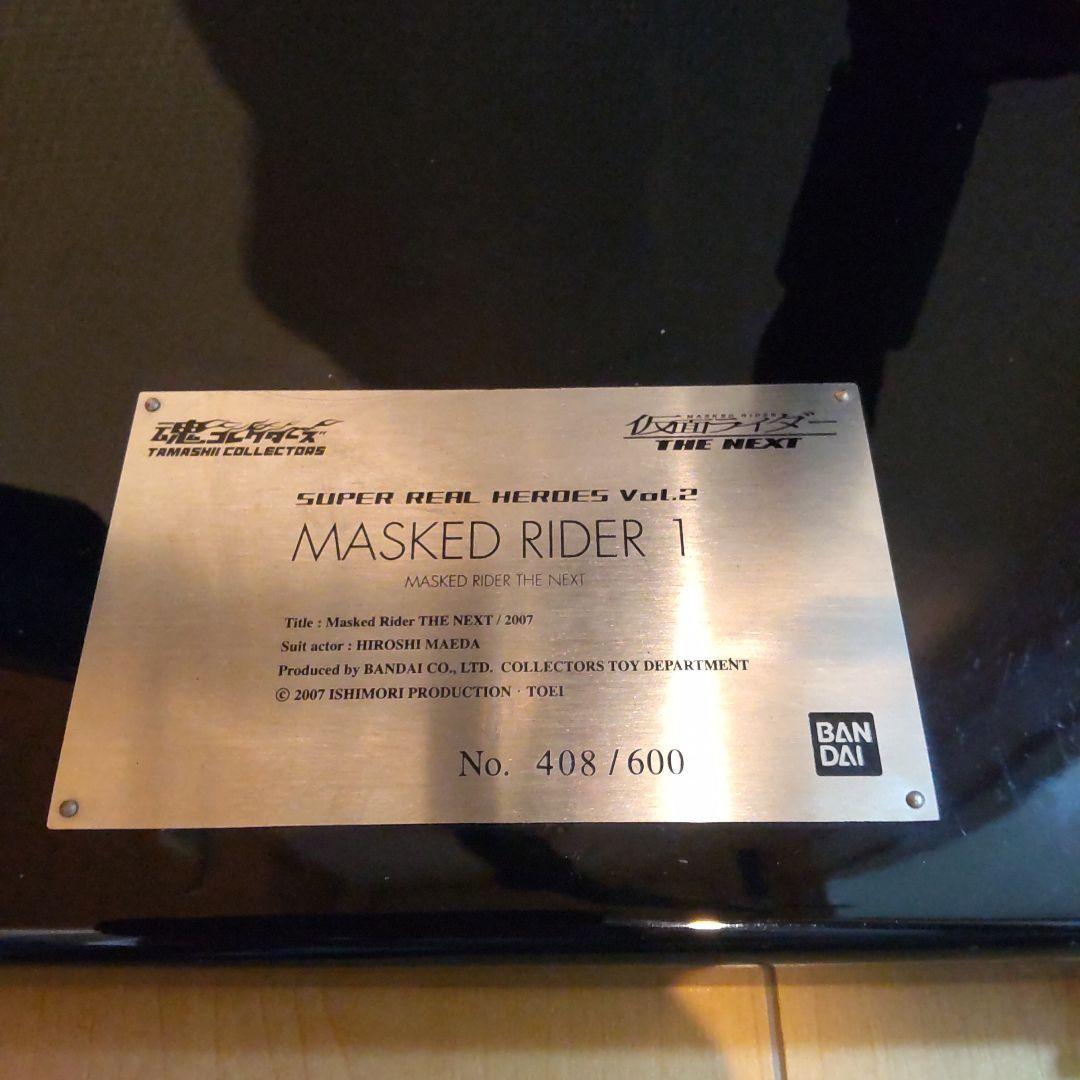 魂コレクターズ
TAMASHII COLLECTORS
MASKED RIDER
仮面ライダー
THE NEXT
SUPER REAL HEROES Vol.2
MASKED RIDER 1
MASKED RIDER THE NEXT
Title : Masked Rider THE NEXT / 2007
Suit actor : HIROSHI MAEDA
Produced by BANDAI CO., LTD. COLLECTORS TOY DEPARTMENT
© 2007 ISHIMORI PRODUCTION · TOEI
No. 408 / 600
BAN
DAI